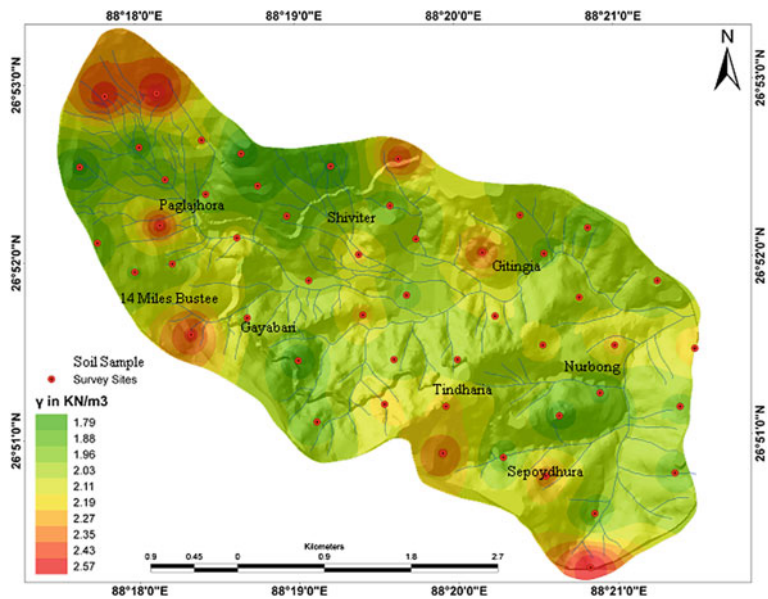 88°18'0"E 88°19'0"E 88°20'0"E 88°21'0"E
N
26°53'0"N 26°53'0"N
Paglajhora
Shiviter
26°52'0"N 26°52'0"N
Gitingia
14 Miles Bustee
Gayabari
Soil Sample
Survey Sites
Nurbong
Tindharia
γ in KN/m3
1.79
1.88
1.96
2.03
2.11
2.19
2.27
2.35
2.43
2.57
26°51'0"N 26°51'0"N
Sepoydhura
Kilometers
0.9 0.45 0 0.9 1.8 2.7
88°18'0"E 88°19'0"E 88°20'0"E 88°21'0"E